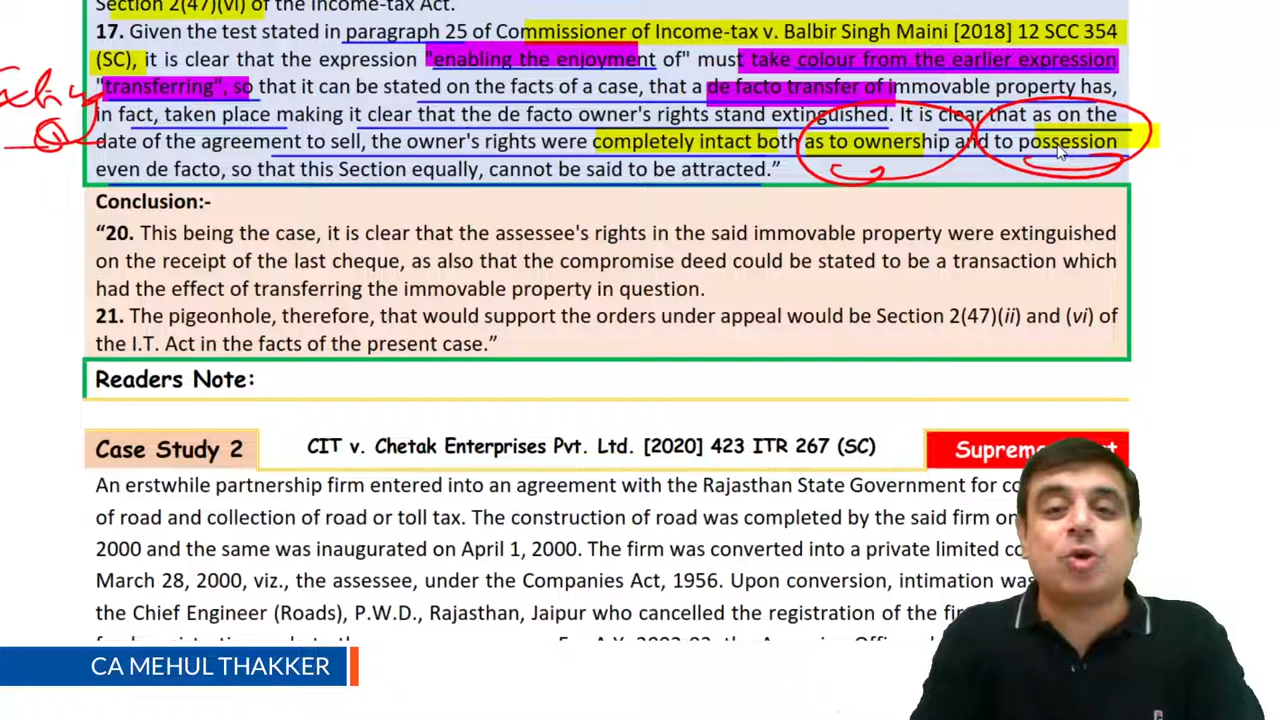 Section 2(47)(vi) of the Income-tax Act.
17. Given the test stated in paragraph 25 of Commissioner of Income-tax v. Balbir Singh Maini [2018] 12 SCC 354
(SC), it is clear that the expression "enabling the enjoyment of" must take colour from the earlier expression
"transferring", so that it can be stated on the facts of a case, that a de facto transfer of immovable property has,
in fact, taken place making it clear that the de facto owner's rights stand extinguished. It is clear that as on the
date of the agreement to sell, the owner's rights were completely intact both as to ownership and to possession
even de facto, so that this Section equally, cannot be said to be attracted.”
Conclusion:-
“20. This being the case, it is clear that the assessee's rights in the said immovable property were extinguished
on the receipt of the last cheque, as also that the compromise deed could be stated to be a transaction which
had the effect of transferring the immovable property in question.
21. The pigeonhole, therefore, that would support the orders under appeal would be Section 2(47)(ii) and (vi) of
the I.T. Act in the facts of the present case.”
Readers Note:
Case Study 2 CIT v. Chetak Enterprises Pvt. Ltd. [2020] 423 ITR 267 (SC)
An erstwhile partnership firm entered into an agreement with the Rajasthan State Government for
of road and collection of road or toll tax. The construction of road was completed by the said firm
2000 and the same was inaugurated on April 1, 2000. The firm was converted into a private limited
March 28, 2000, viz., the assessee, under the Companies Act, 1956. Upon conversion, intimation was
the Chief Engineer (Roads), P.W.D., Rajasthan, Jaipur who cancelled the registration of the
CA MEHUL THAKKER